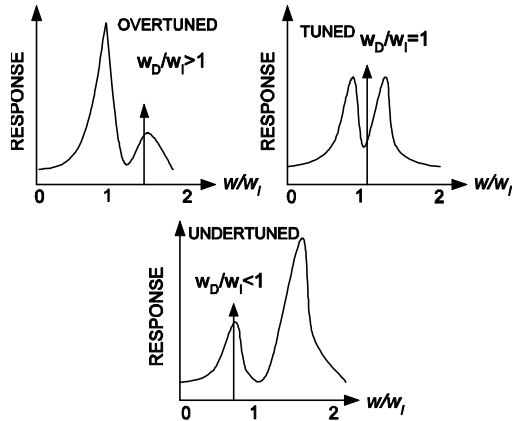 OVERTUNED
w_D/w_I>1
RESPONSE
0 1 2
w/w_I
TUNED
w_D/w_I=1
RESPONSE
0 1 2
w/w_I
UNDERTUNED
w_D/w_I<1
RESPONSE
0 1 2
w/w_I